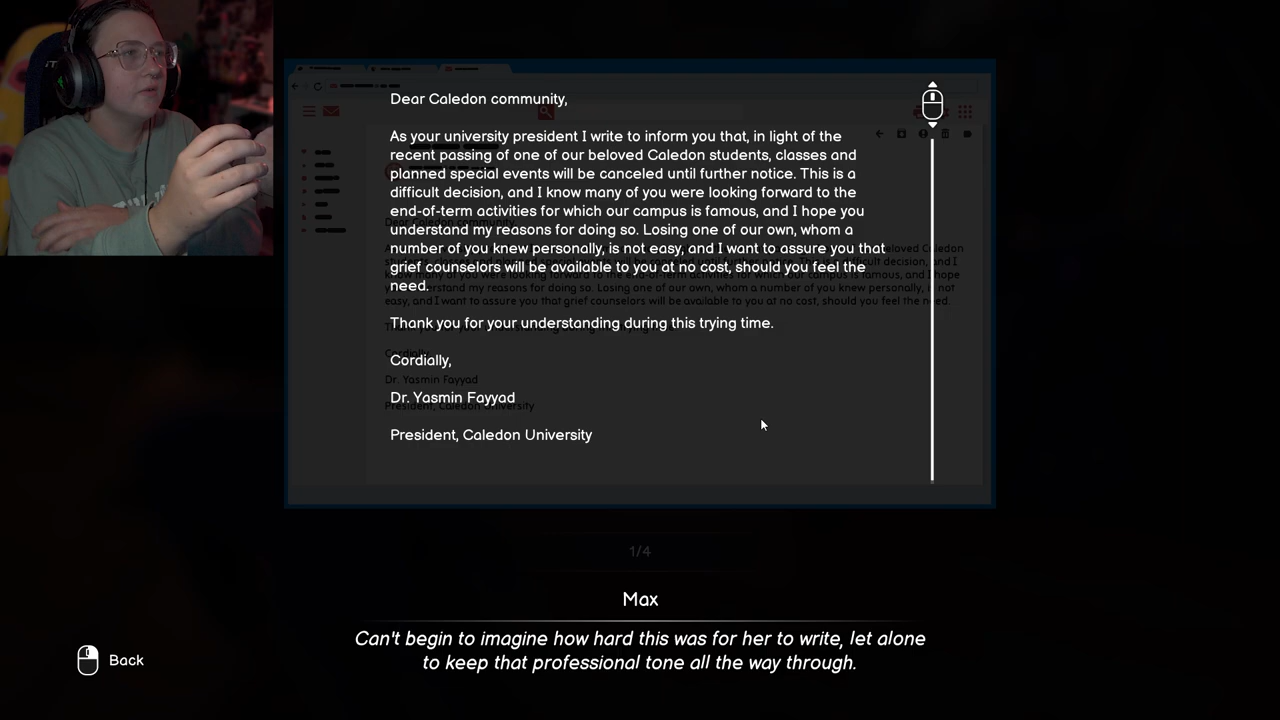 Dear Caledon community,
As your university president I write to inform you that, in light of the
recent passing of one of our beloved Caledon students, classes and
planned special events will be canceled until further notice. This is a
difficult decision, and I know many of you were looking forward to the
end-of-term activities for which our campus is famous, and I hope you
understand my reasons for doing so. Losing one of our own, whom a
number of you knew personally, is not easy, and I want to assure you that
grief counselors will be available to you at no cost, should you feel the
need.
Thank you for your understanding during this trying time.
Cordially,
Dr. Yasmin Fayyad
President, Caledon University
Dr. Yasmin Fayyad
President, Caledon University
1/4
Max
Can't begin to imagine how hard this was for her to write, let alone
to keep that professional tone all the way through.
Back